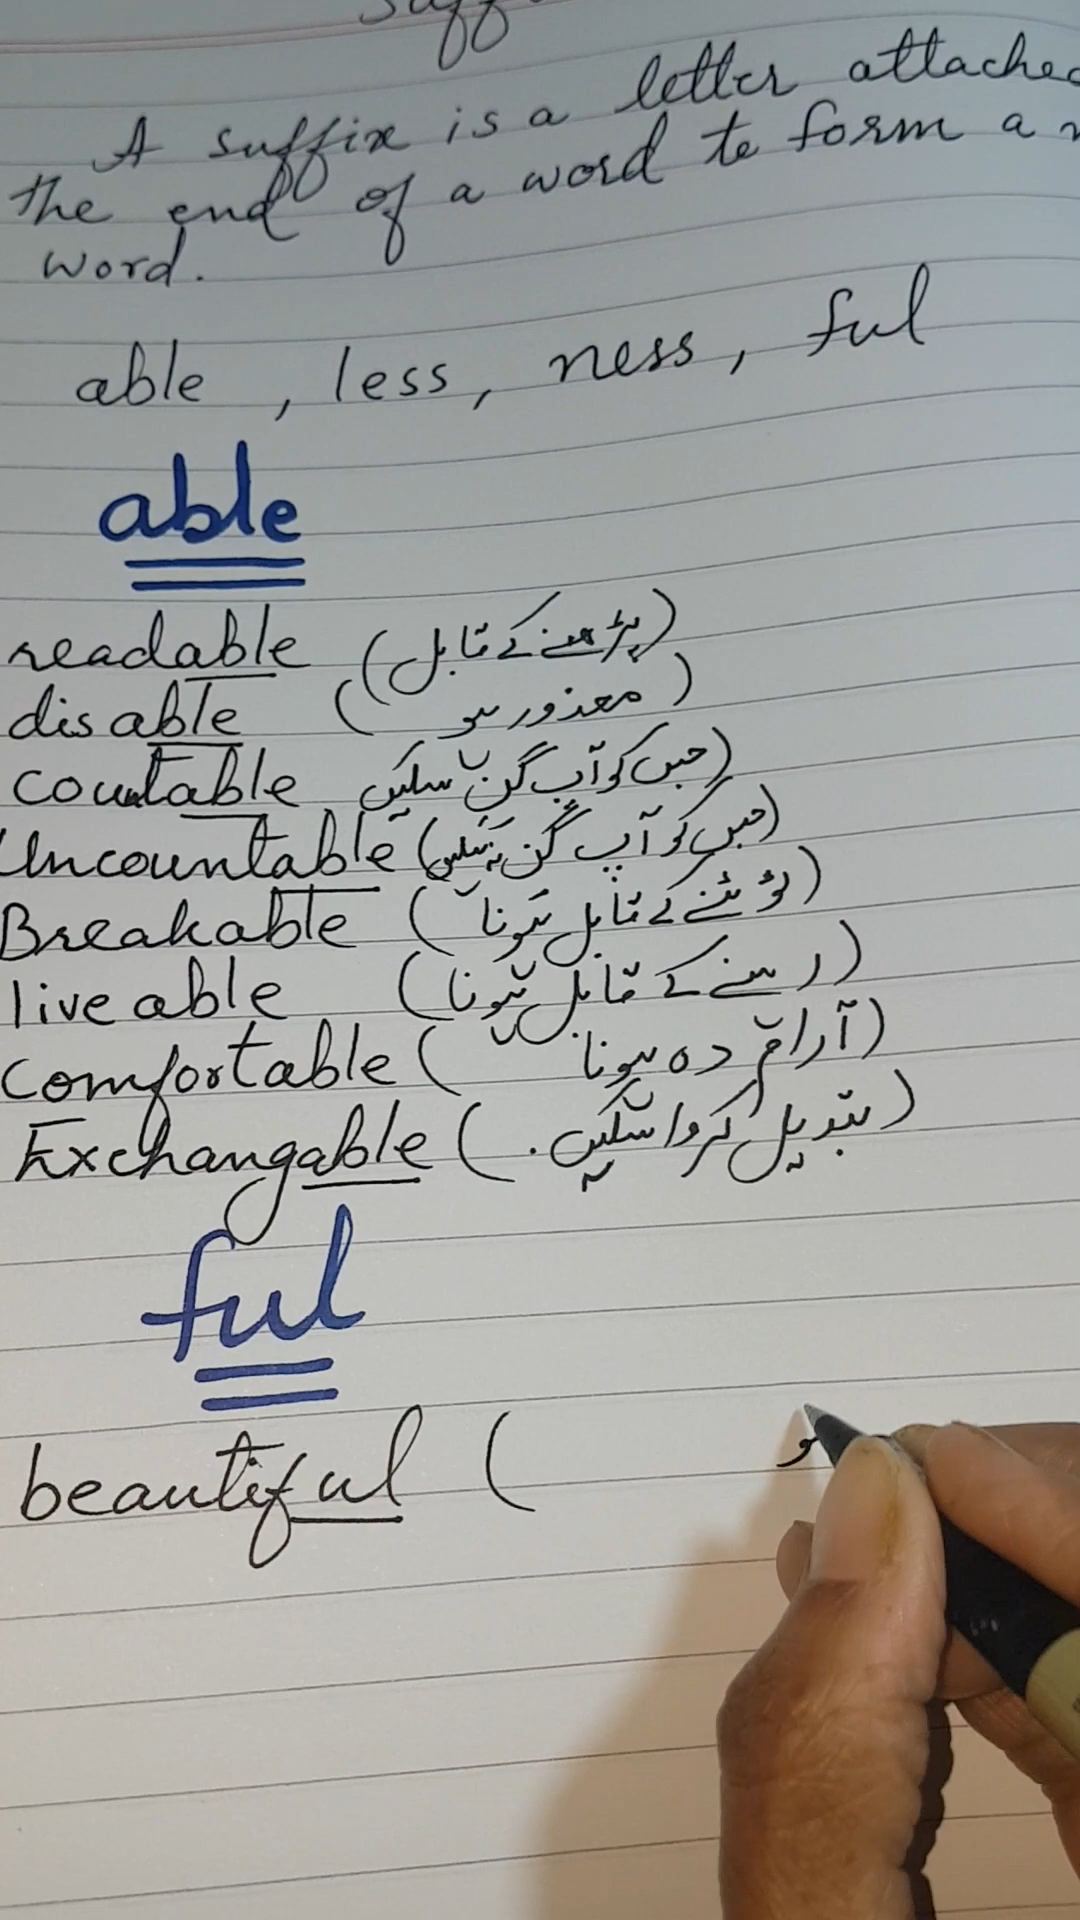 Suff
A suffix is a letter attached
the end of a word to form a n
word.
able , less, ness, ful
able
readable (پڑھنے کے قابل)
disable (معذور ہو)
countable (جس کو آپ گن سکیں
Uncountable (جس کو آپ گن نہ سکیں)
Breakable (ٹوٹنے کے قابل ہونا)
liveable (رہنے کے قابل ہونا)
Comfortable (آرام دہ ہونا)
Exchangable (تبدیل کروا سکیں.)
ful
beautiful (